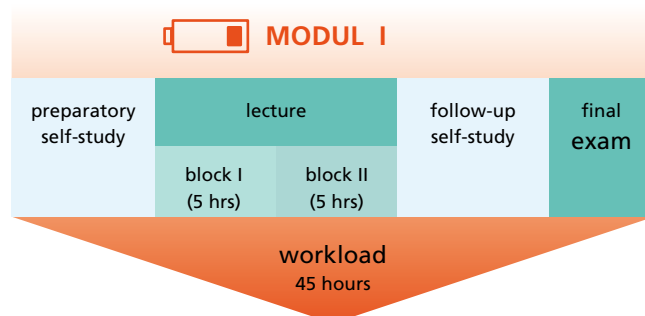 MODUL I
preparatory
self-study
lecture
follow-up
self-study
final
exam
block I
(5 hrs)
block II
(5 hrs)
workload
45 hours